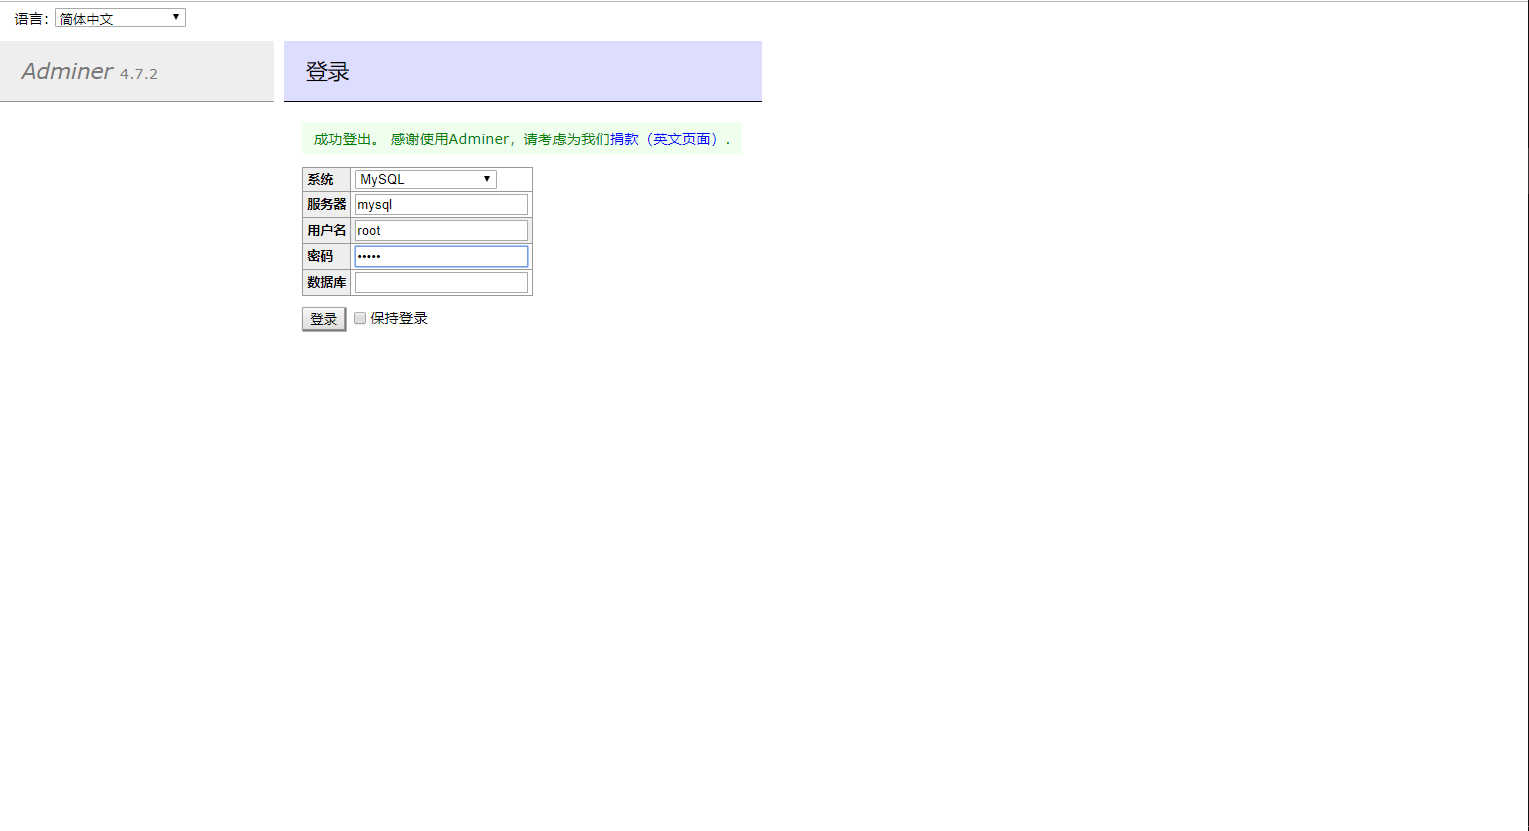 语言: 简体中文
Adminer 4.7.2
登录
成功登出。 感谢使用Adminer，请考虑为我们捐款（英文页面）.
系统 MySQL
服务器 mysql
用户名 root
密码 •••••
数据库
登录 保持登录